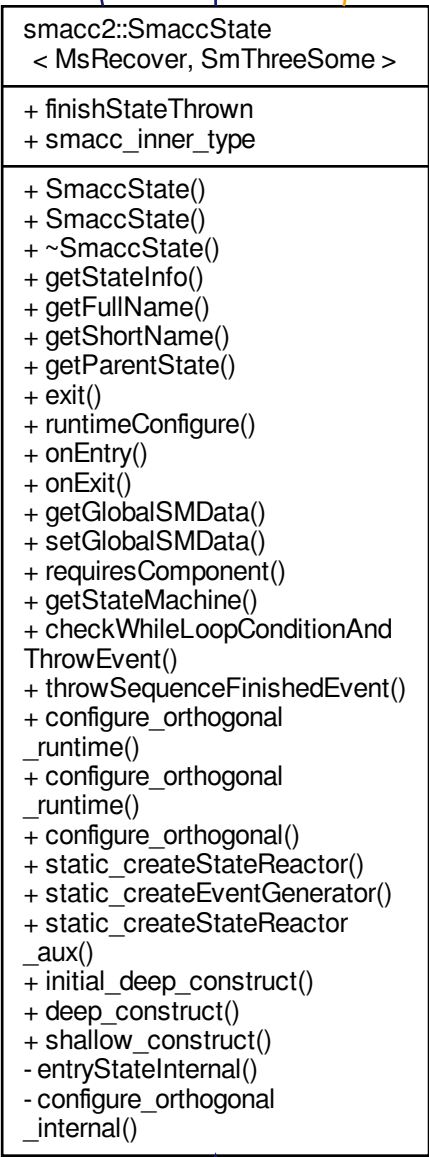 smacc2::SmaccState
< MsRecover, SmThreeSome >
+ finishStateThrown
+ smacc_inner_type
+ SmaccState()
+ SmaccState()
+ ~SmaccState()
+ getStateInfo()
+ getFullName()
+ getShortName()
+ getParentState()
+ exit()
+ runtimeConfigure()
+ onEntry()
+ onExit()
+ getGlobalSMData()
+ setGlobalSMData()
+ requiresComponent()
+ getStateMachine()
+ checkWhileLoopConditionAnd
ThrowEvent()
+ throwSequenceFinishedEvent()
+ configure_orthogonal
_runtime()
+ configure_orthogonal
_runtime()
+ configure_orthogonal()
+ static_createStateReactor()
+ static_createEventGenerator()
+ static_createStateReactor
_aux()
+ initial_deep_construct()
+ deep_construct()
+ shallow_construct()
- entryStateInternal()
- configure_orthogonal
_internal()